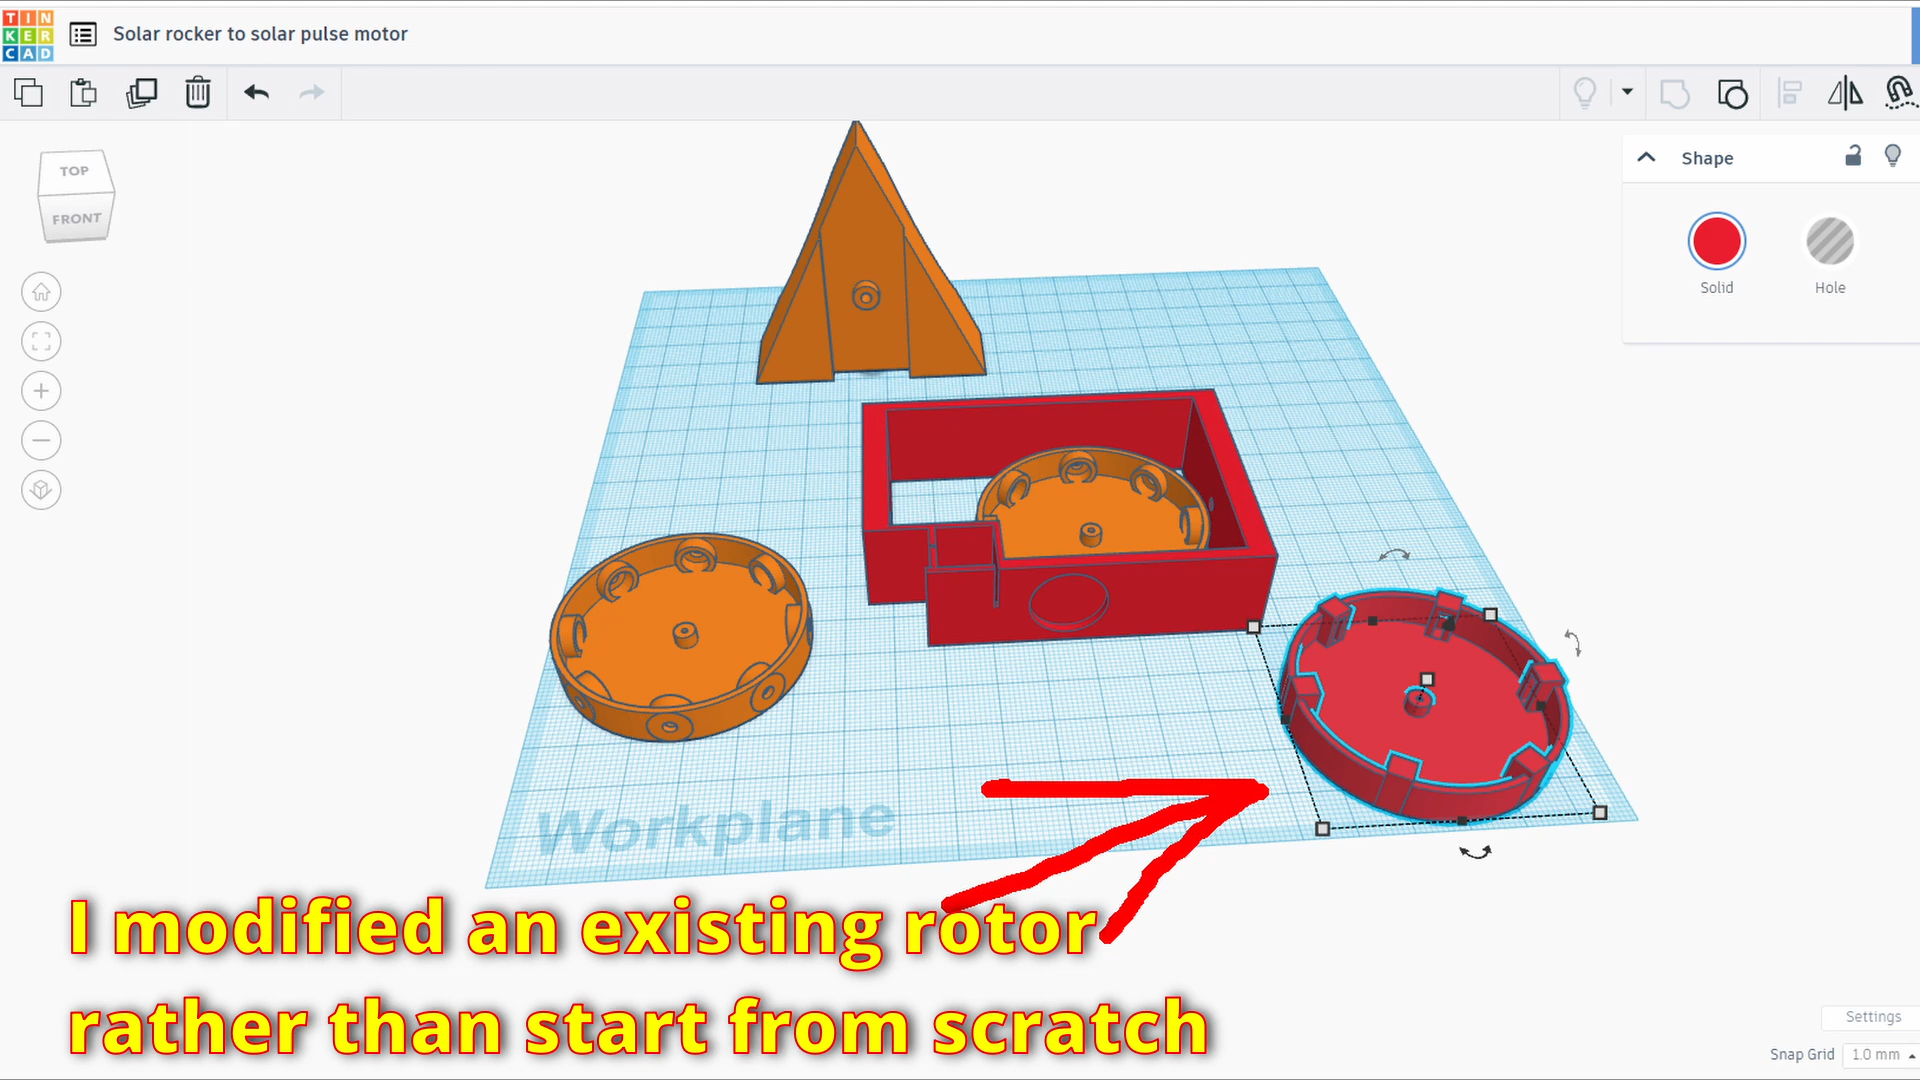 TIN
KER
CAD
Solar rocker to solar pulse motor
TOP
FRONT
Shape
Solid
Hole
Workplane
I modified an existing rotor
rather than start from scratch
Settings
Snap Grid 1.0 mm